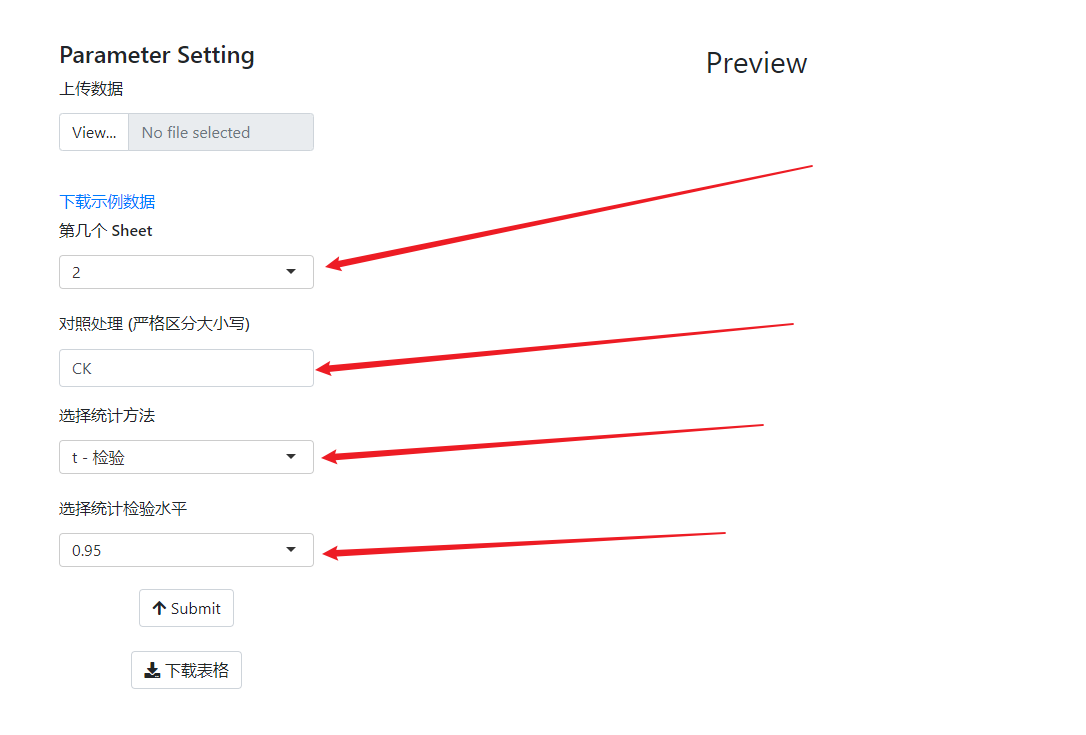 Parameter Setting
Preview
上传数据
View... No file selected
下载示例数据
第几个 Sheet
2
对照处理 (严格区分大小写)
CK
选择统计方法
t - 检验
选择统计检验水平
0.95
Submit
下载表格